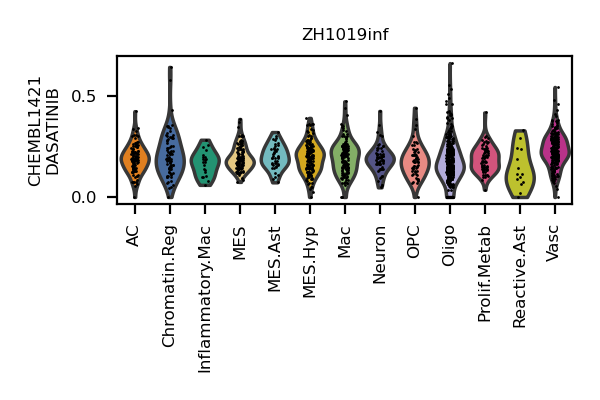 ZH1019inf
CHEMBL1421
DASATINIB
0.5
0.0
AC
Chromatin.Reg
Inflammatory.Mac
MES
MES.Ast
MES.Hyp
Mac
Neuron
OPC
Oligo
Prolif.Metab
Reactive.Ast
Vasc